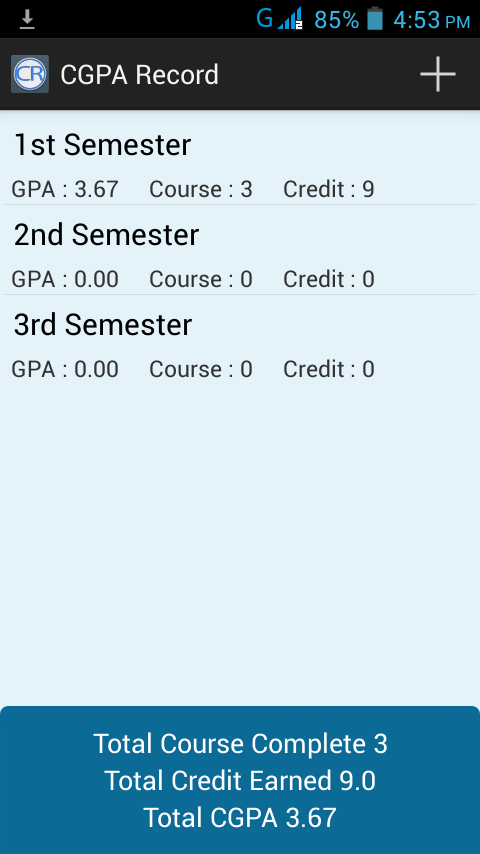 G 85% 4:53 PM
CR CGPA Record
1st Semester
GPA : 3.67 Course : 3 Credit : 9
2nd Semester
GPA : 0.00 Course : 0 Credit : 0
3rd Semester
GPA : 0.00 Course : 0 Credit : 0
Total Course Complete 3
Total Credit Earned 9.0
Total CGPA 3.67